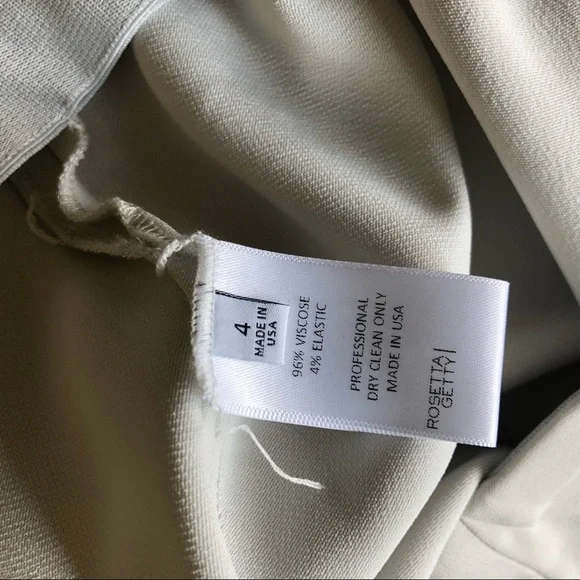 4
MADE IN
USA
96% VISCOSE
4% ELASTIC
PROFESSIONAL
DRY CLEAN ONLY
MADE IN USA
ROSETTA
GETTY